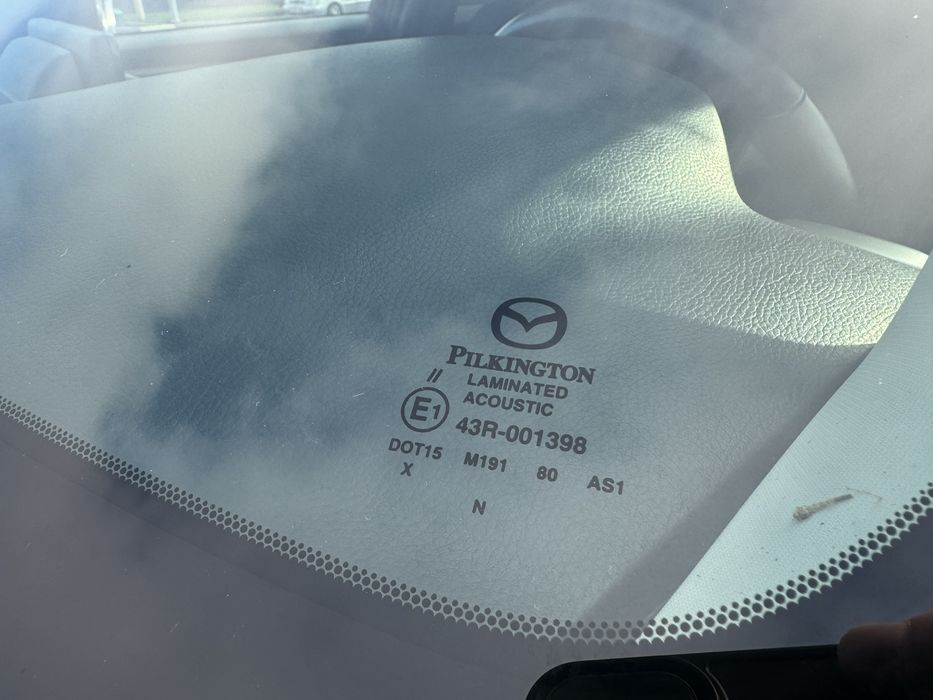 PILKINGTON
//
LAMINATED
ACOUSTIC
E1 43R-001398
DOT15 M191 80 AS1
X
N